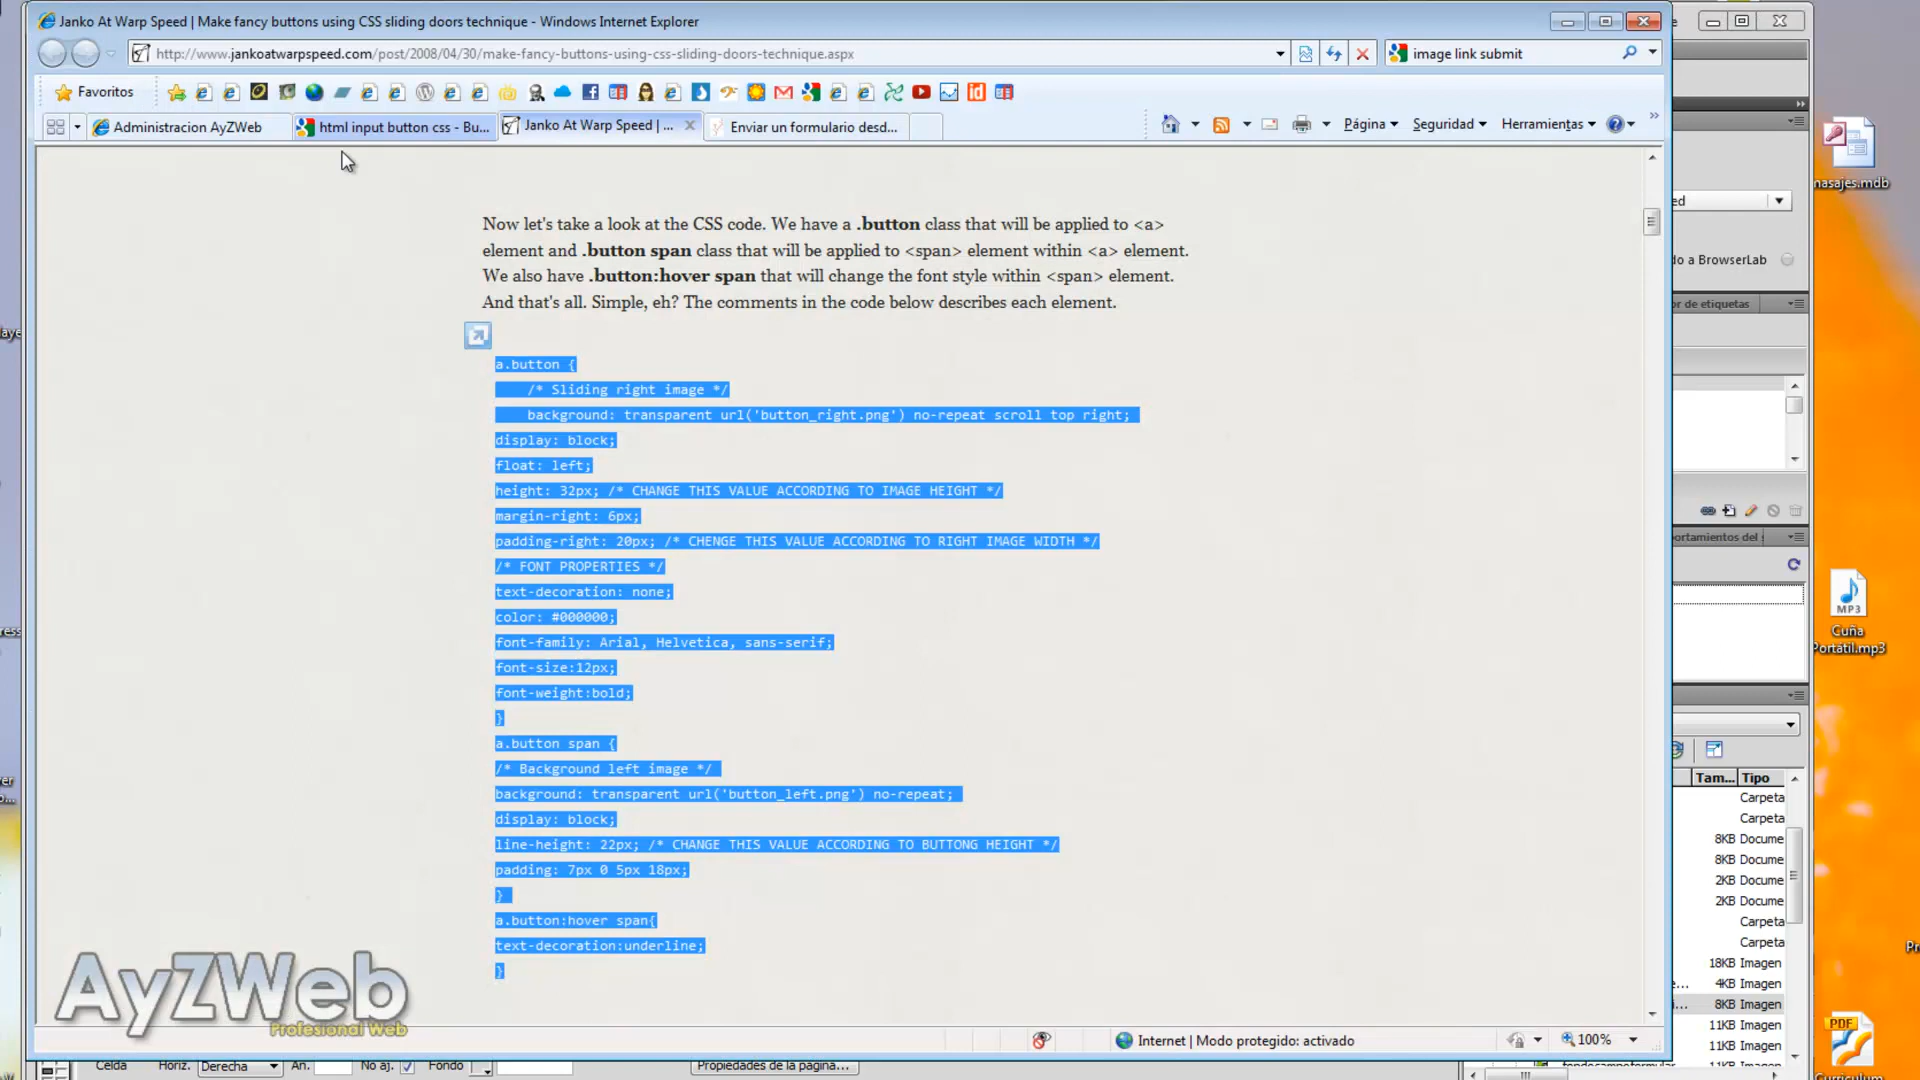 Janko At Warp Speed | Make fancy buttons using CSS sliding doors technique - Windows Internet Explorer
http://www.jankoatwarpspeed.com/post/2008/04/30/make-fancy-buttons-using-css-sliding-doors-technique.aspx
image link submit
Favoritos
Administracion AyZWeb
html input button css - Bu...
Janko At Warp Speed | ...
Enviar un formulario desd...
Página
Seguridad
Herramientas
Now let's take a look at the CSS code. We have a .button class that will be applied to <a>
element and .button span class that will be applied to <span> element within <a> element.
We also have .button:hover span that will change the font style within <span> element.
And that's all. Simple, eh? The comments in the code below describes each element.
a.button {
/* Sliding right image */
background: transparent url('button_right.png') no-repeat scroll top right;
display: block;
float: left;
height: 32px; /* CHANGE THIS VALUE ACCORDING TO IMAGE HEIGHT */
margin-right: 6px;
padding-right: 20px; /* CHENGE THIS VALUE ACCORDING TO RIGHT IMAGE WIDTH */
/* FONT PROPERTIES */
text-decoration: none;
color: #000000;
font-family: Arial, Helvetica, sans-serif;
font-size:12px;
font-weight:bold;
}
a.button span {
/* Background left image */
background: transparent url('button_left.png') no-repeat;
display: block;
line-height: 22px; /* CHANGE THIS VALUE ACCORDING TO BUTTONG HEIGHT */
padding: 7px 0 5px 18px;
}
a.button:hover span{
text-decoration:underline;
}
AyZWeb
Profesional Web
Internet | Modo protegido: activado
100%
Celda
Horiz.
Derecha
An.
No aj.
Fondo
Propiedades de la página...
masajes.mdb
ed
do a BrowserLab
or de etiquetas
ortamientos del
MP3
Cuña
Portátil.mp3
Tam...
Tipo
Carpeta
Carpeta
8KB Docume
8KB Docume
2KB Docume
2KB Docume
Carpeta
Carpeta
18KB Imagen
4KB Imagen
8KB Imagen
11KB Imagen
11KB Imagen
PDF